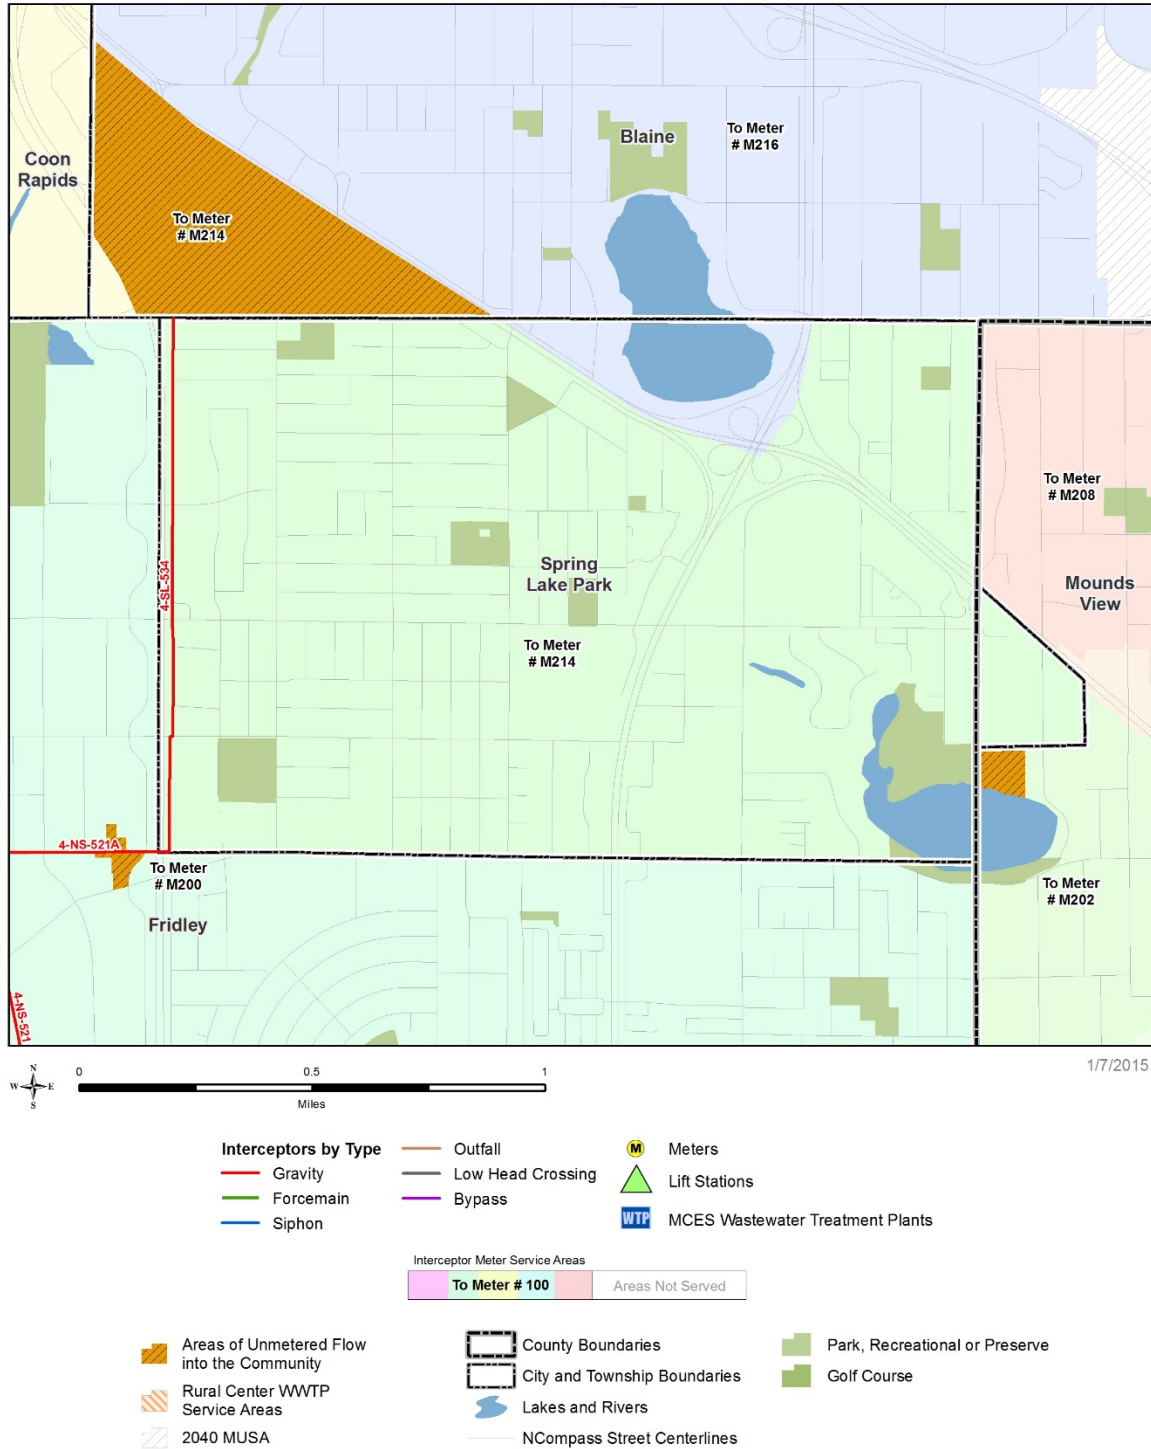 Blaine
To Meter
# M216
Coon
Rapids
To Meter
# M214
To Meter
# M208
Mounds
View
4-SL-534
Spring
Lake Park
To Meter
# M214
4-NS-521A
To Meter
# M200
Fridley
To Meter
# M202
4-NS-521
1/7/2015
N
W E
S
0 0.5 1
Miles
Interceptors by Type
Gravity
Forcemain
Siphon
Outfall
Low Head Crossing
Bypass
M Meters
Lift Stations
WTP MCES Wastewater Treatment Plants
Interceptor Meter Service Areas
To Meter # 100 Areas Not Served
Areas of Unmetered Flow
into the Community
Rural Center WWTP
Service Areas
2040 MUSA
County Boundaries
City and Township Boundaries
Lakes and Rivers
NCompass Street Centerlines
Park, Recreational or Preserve
Golf Course